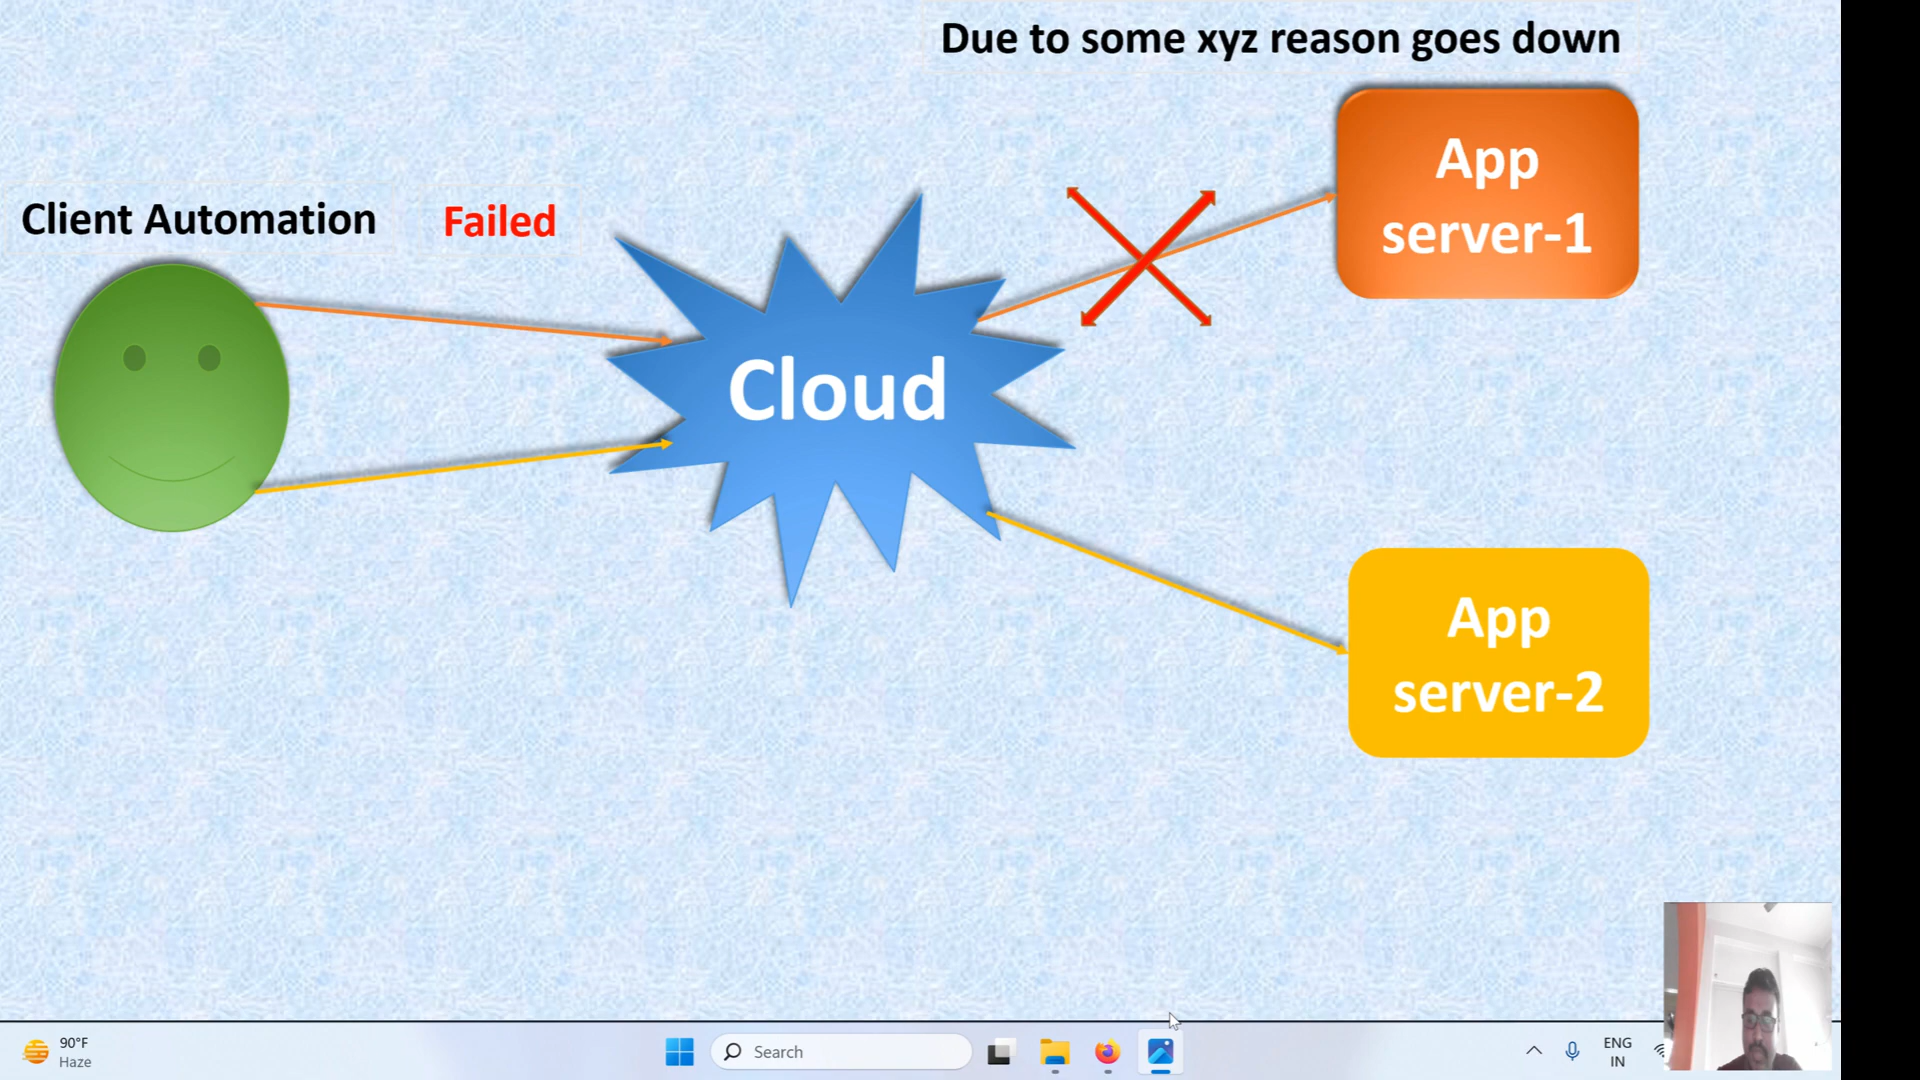 Due to some xyz reason goes down
App
server-1
Client Automation
Failed
Cloud
App
server-2
90°F
Haze
Search
ENG
IN